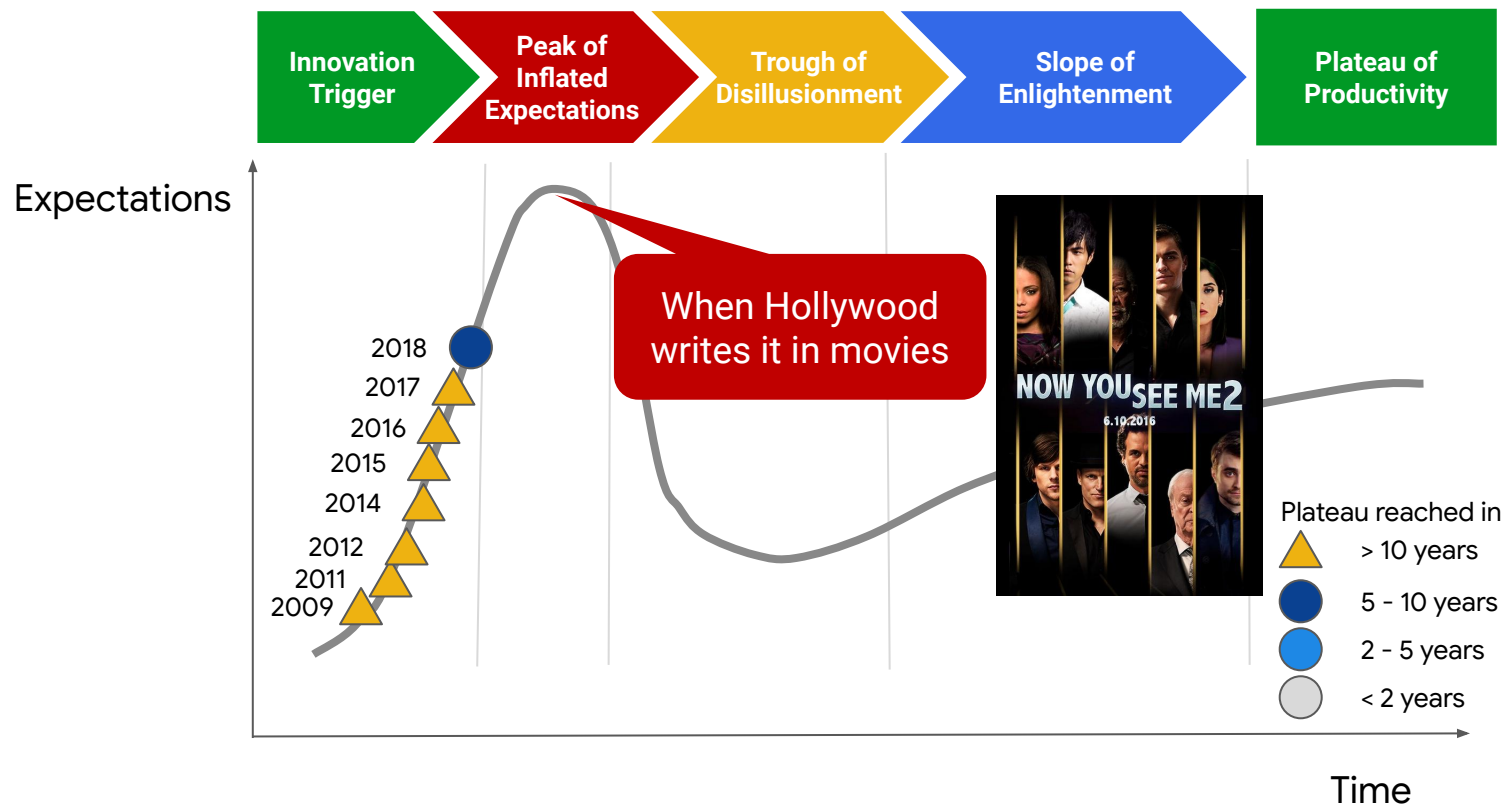 Innovation
Trigger
Peak of
Inflated
Expectations
Trough of
Disillusionment
Slope of
Enlightenment
Plateau of
Productivity
Expectations
When Hollywood
writes it in movies
NOW YOU SEE ME 2
6.10.2016
2018
2017
2016
2015
2014
2012
2011
2009
Plateau reached in
> 10 years
5 - 10 years
2 - 5 years
< 2 years
Time